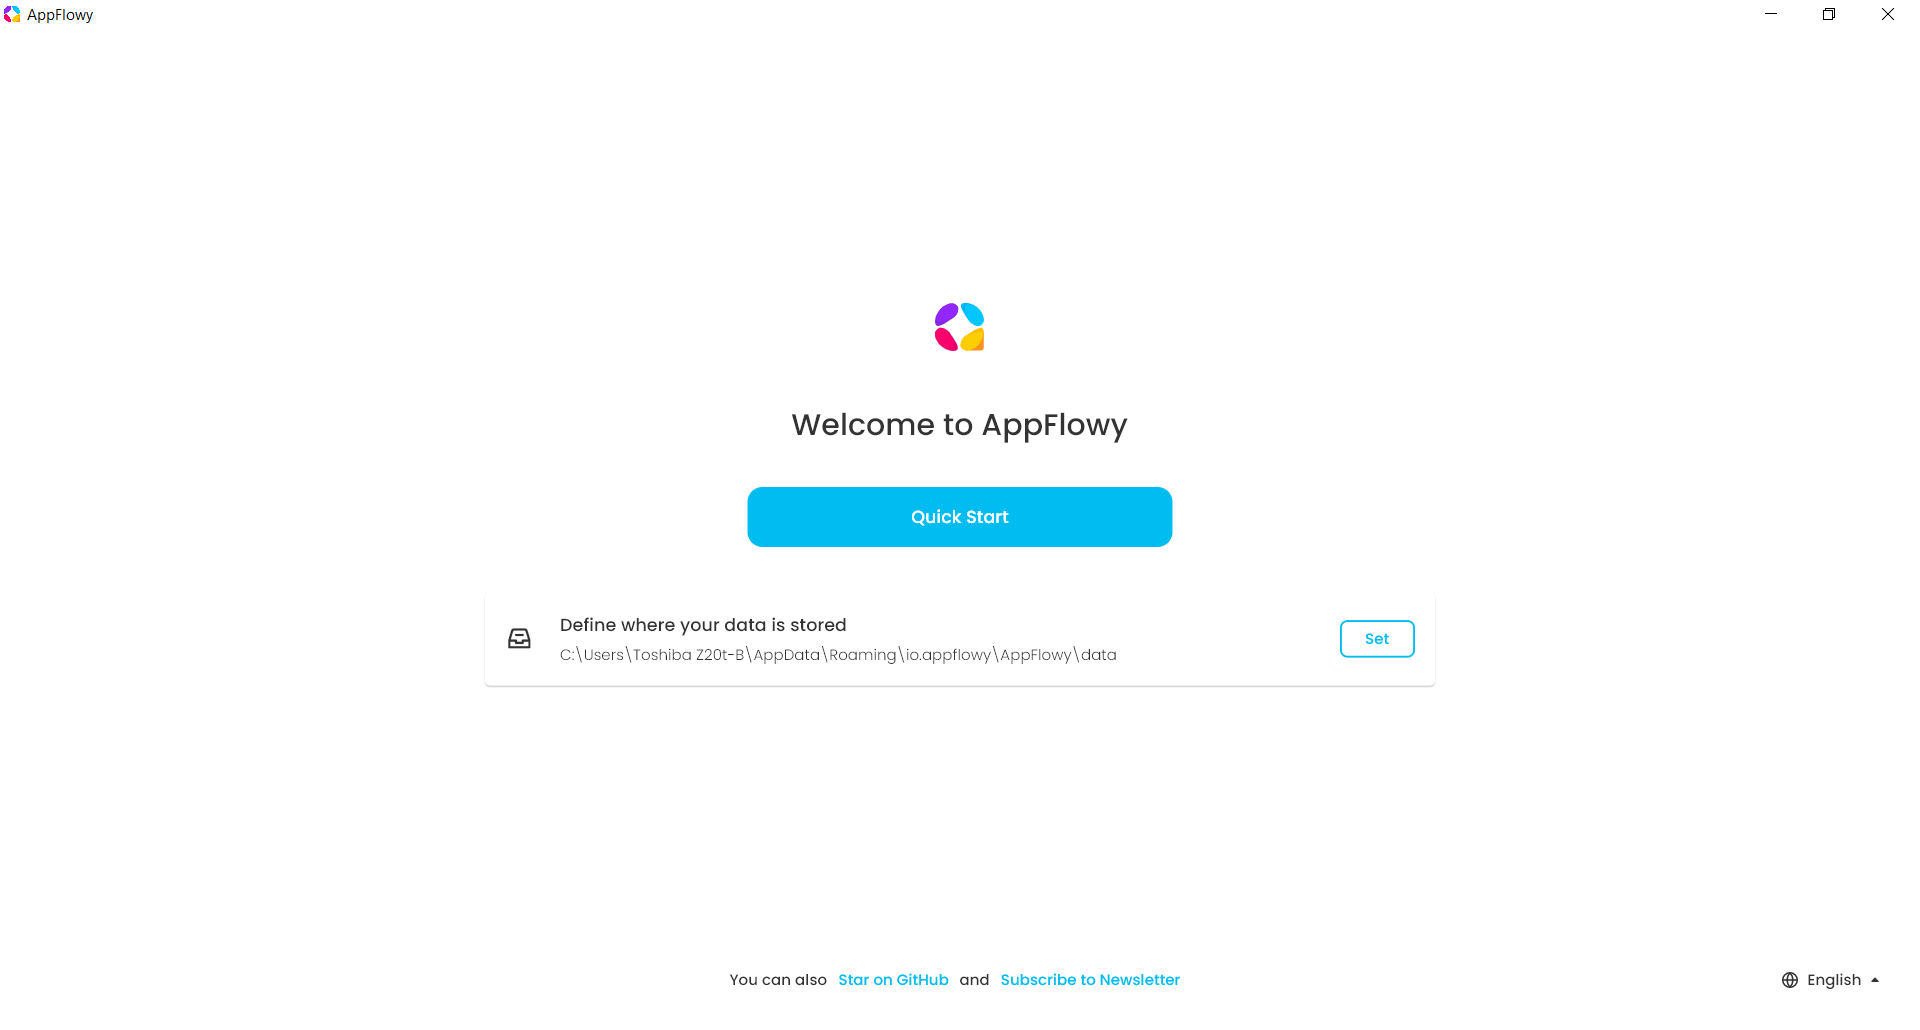 AppFlowy
Welcome to AppFlowy
Quick Start
Define where your data is stored
C:\Users\Toshiba Z20t-B\AppData\Roaming\io.appflowy\AppFlowy\data
Set
You can also Star on GitHub and Subscribe to Newsletter
English